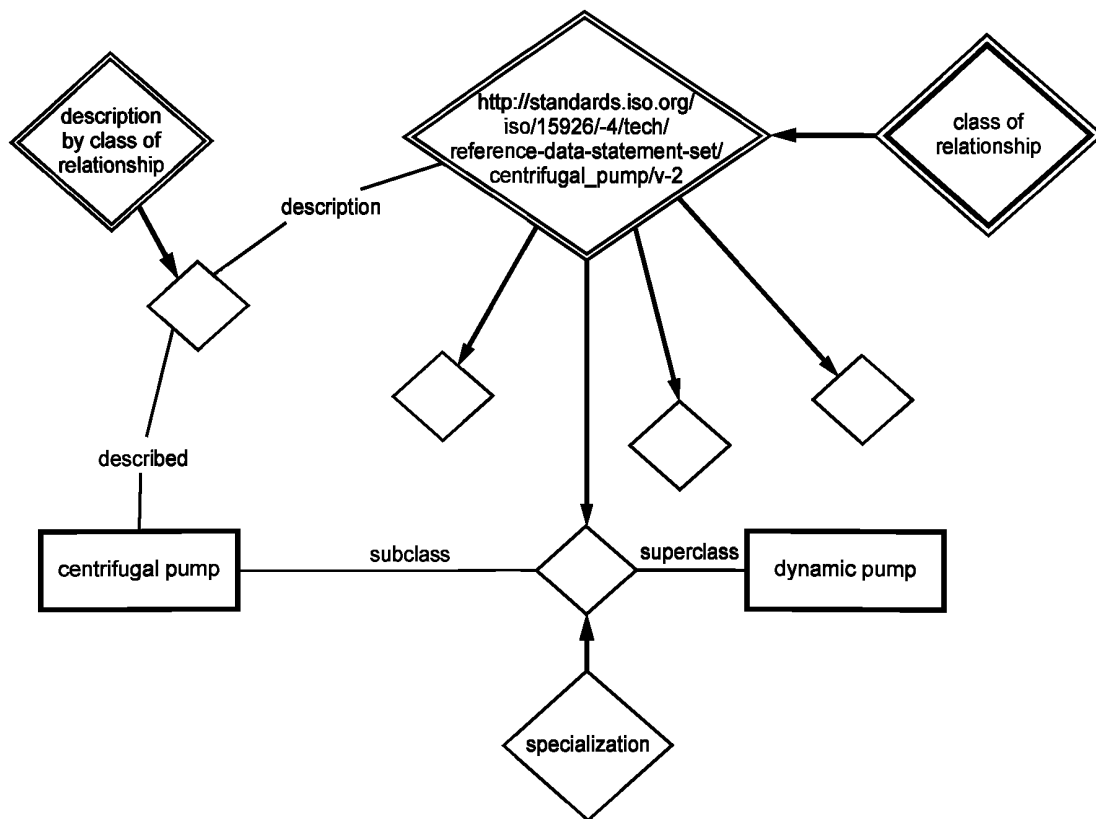 description
by class of
relationship
http://standards.iso.org/
iso/15926/-4/tech/
reference-data-statement-set/
centrifugal_pump/v-2
class of
relationship
description
described
centrifugal pump
subclass
superclass
dynamic pump
specialization